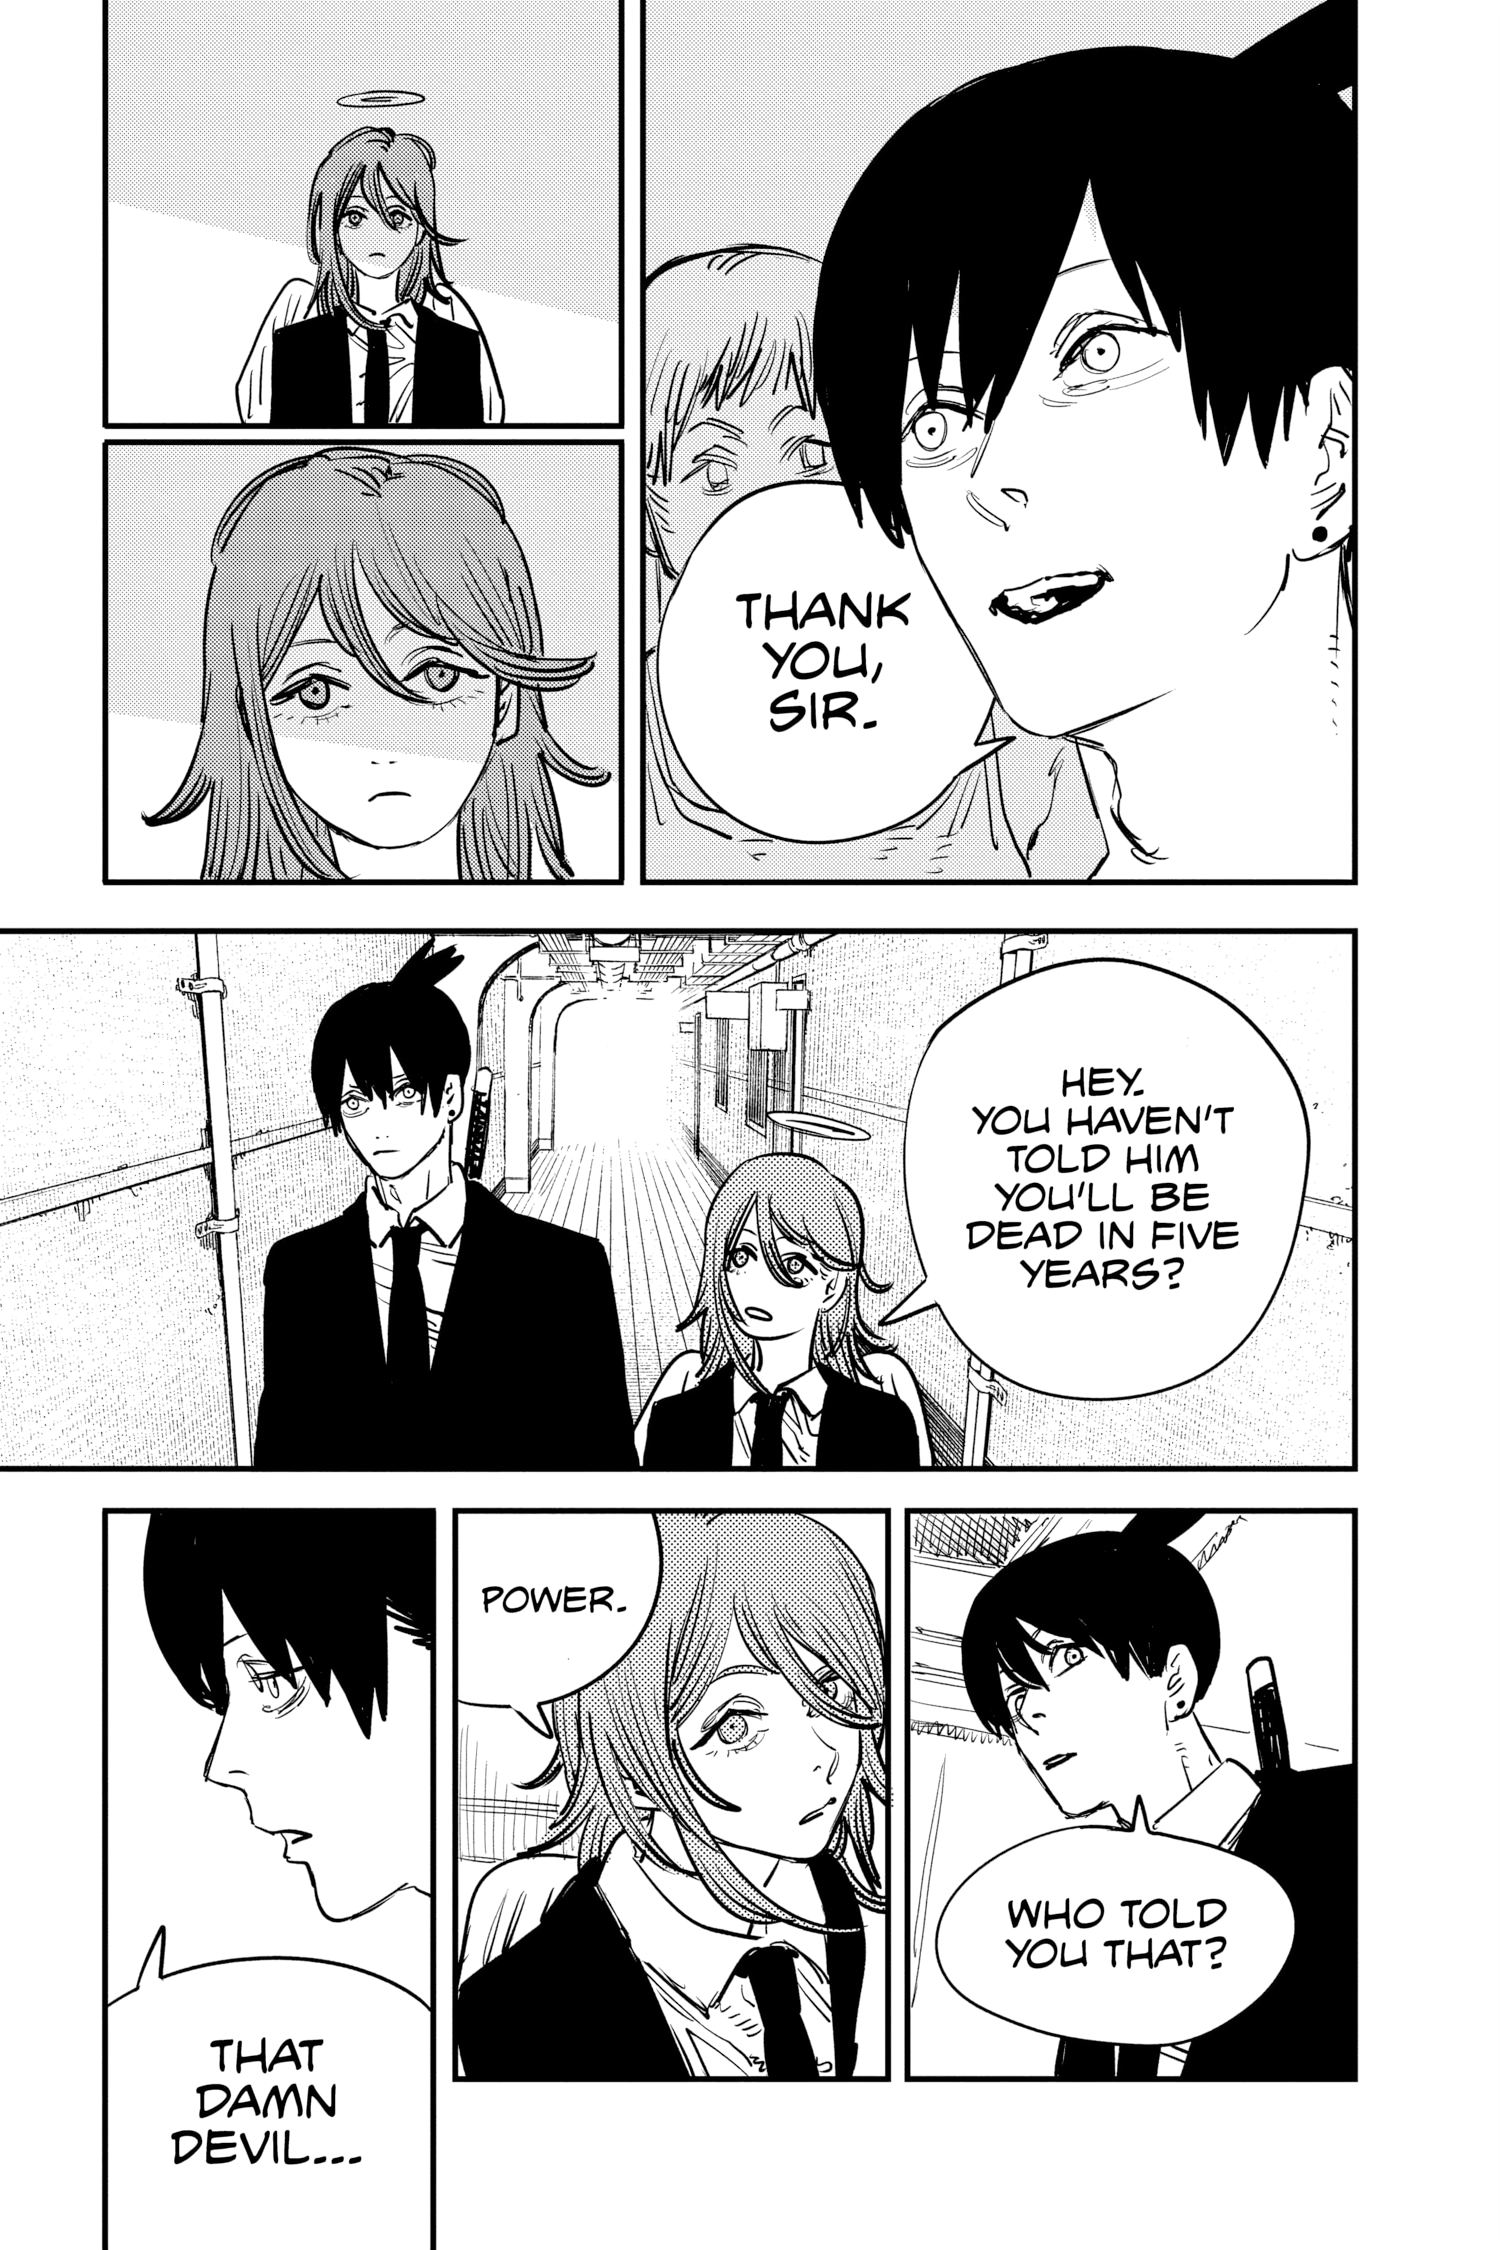 THANK
YOU,
SIR.
HEY.
YOU HAVEN'T
TOLD HIM
YOU'LL BE
DEAD IN FIVE
YEARS?
WHO TOLD
YOU THAT?
POWER.
THAT
DAMN
DEVIL...